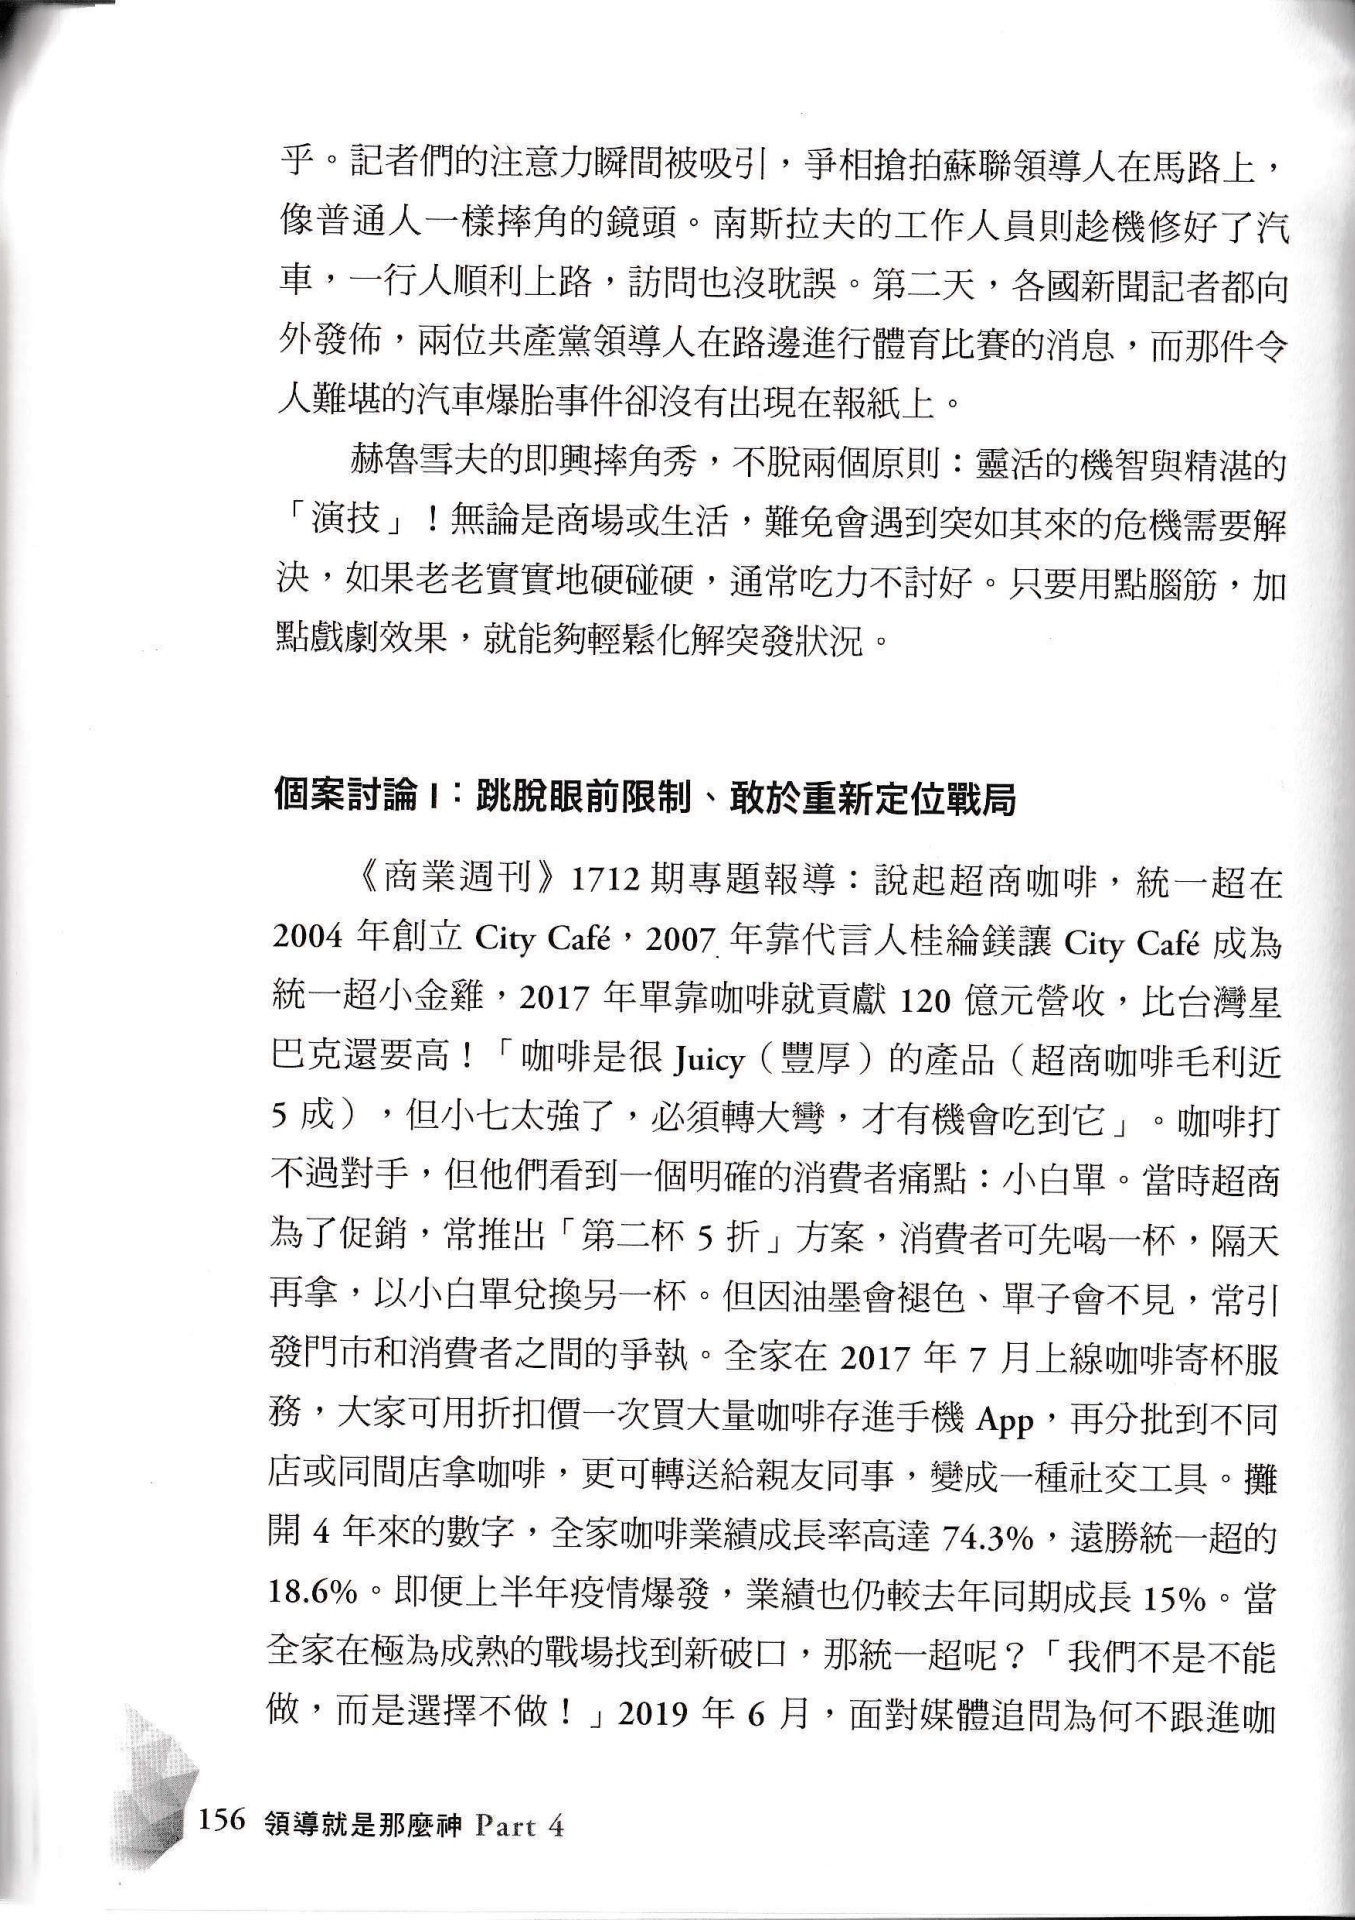 乎。記者們的注意力瞬間被吸引，爭相搶拍蘇聯領導人在馬路上，
像普通人一樣摔角的鏡頭。南斯拉夫的工作人員則趁機修好了汽
車，一行人順利上路，訪問也沒耽誤。第二天，各國新聞記者都向
外發佈，兩位共產黨領導人在路邊進行體育比賽的消息，而那件令
人難堪的汽車爆胎事件卻沒有出現在報紙上。
赫魯雪夫的即興摔角秀，不脫兩個原則：靈活的機智與精湛的
「演技」！無論是商場或生活，難免會遇到突如其來的危機需要解
決，如果老老實實地硬碰硬，通常吃力不討好。只要用點腦筋，加
點戲劇效果，就能夠輕鬆化解突發狀況。
個案討論 I：跳脫眼前限制、敢於重新定位戰局
《商業週刊》1712 期專題報導：說起超商咖啡，統一超在
2004 年創立 City Café，2007 年靠代言人桂綸鎂讓 City Café 成為
統一超小金雞，2017 年單靠咖啡就貢獻 120 億元營收，比台灣星
巴克還要高！「咖啡是很 Juicy（豐厚）的產品（超商咖啡毛利近
5 成），但小七太強了，必須轉大彎，才有機會吃到它」。咖啡打
不過對手，但他們看到一個明確的消費者痛點：小白單。當時超商
為了促銷，常推出「第二杯 5 折」方案，消費者可先喝一杯，隔天
再拿，以小白單兌換另一杯。但因油墨會褪色、單子會不見，常引
發門市和消費者之間的爭執。全家在 2017 年 7 月上線咖啡寄杯服
務，大家可用折扣價一次買大量咖啡存進手機 App，再分批到不同
店或同間店拿咖啡，更可轉送給親友同事，變成一種社交工具。攤
開 4 年來的數字，全家咖啡業績成長率高達 74.3%，遠勝統一超的
18.6%。即便上半年疫情爆發，業績也仍較去年同期成長 15%。當
全家在極為成熟的戰場找到新破口，那統一超呢？「我們不是不能
做，而是選擇不做！」2019 年 6 月，面對媒體追問為何不跟進咖
156 領導就是那麼神 Part 4